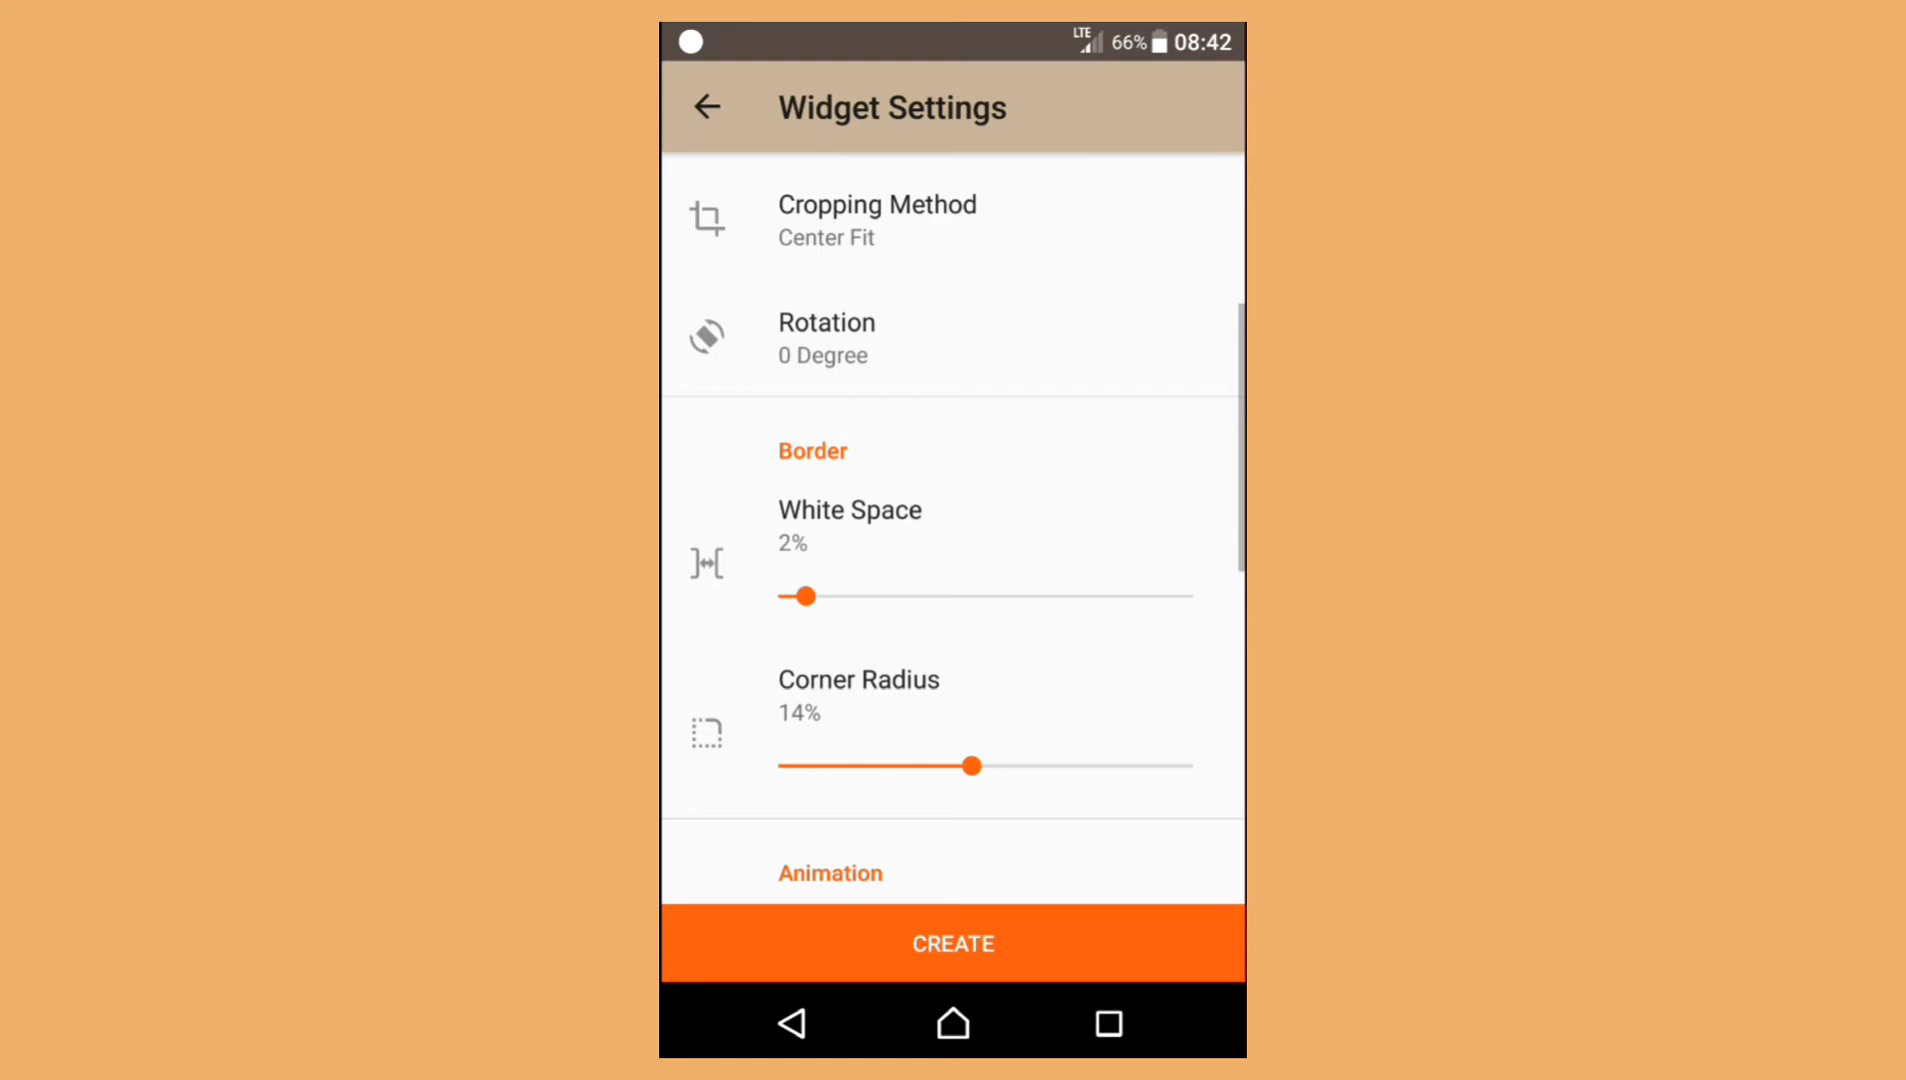 LTE 66% 08:42
Widget Settings
Cropping Method
Center Fit
Rotation
0 Degree
Border
White Space
2%
Corner Radius
14%
Animation
CREATE